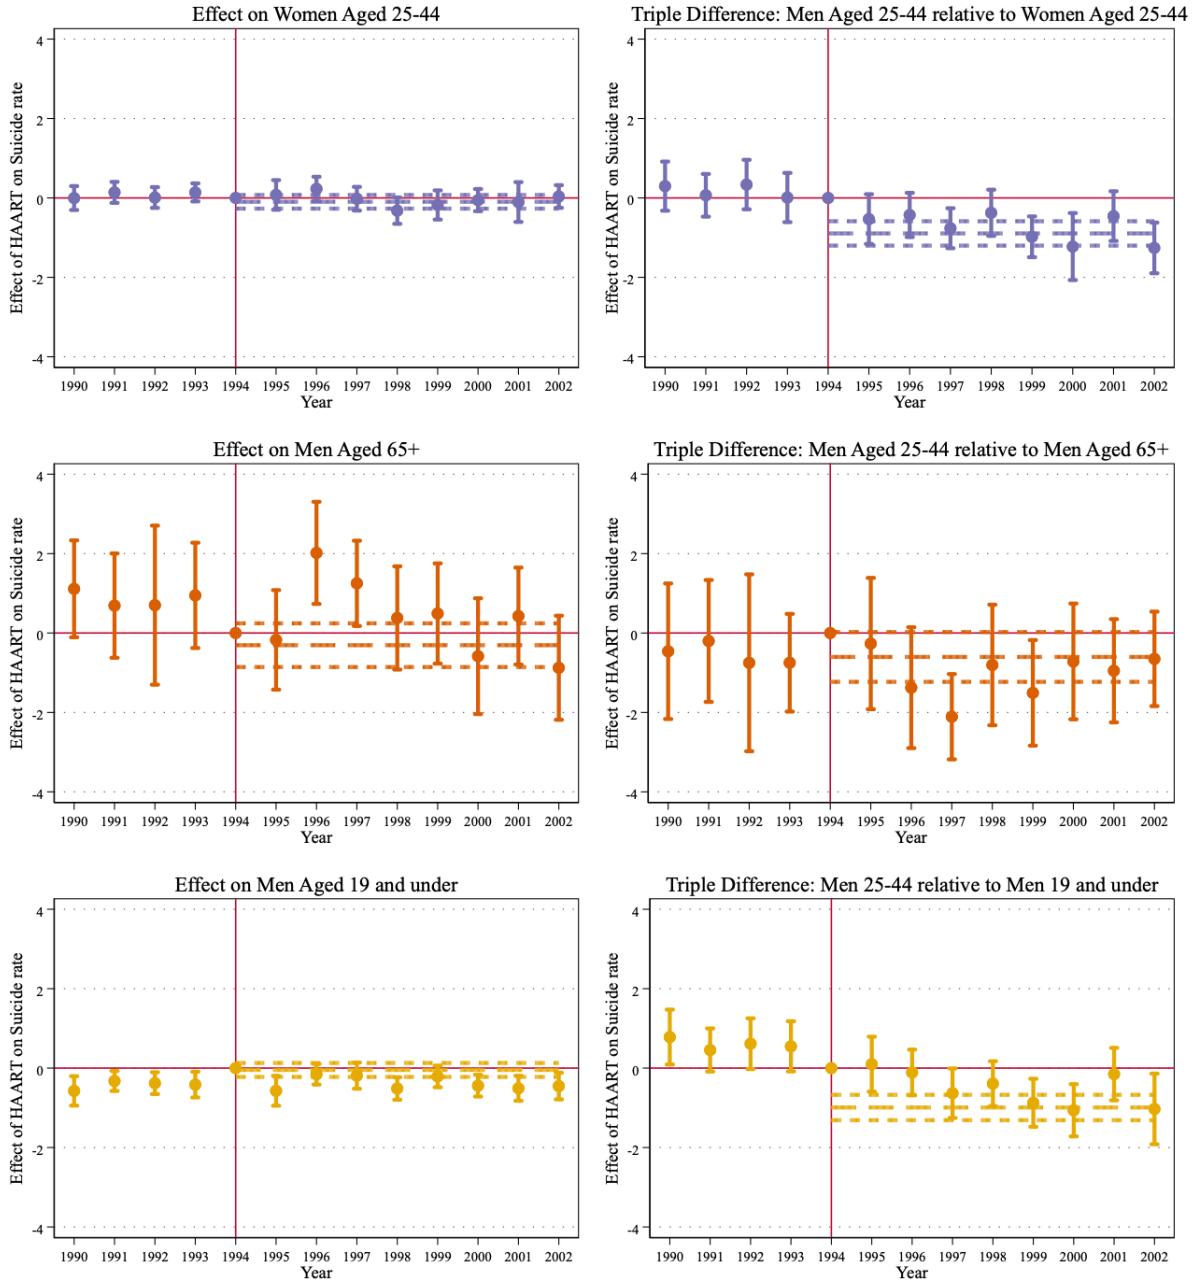 Effect on Women Aged 25-44
Effect of HAART on Suicide rate
4
2
0
-2
-4
1990 1991 1992 1993 1994 1995 1996 1997 1998 1999 2000 2001 2002
Year
Triple Difference: Men Aged 25-44 relative to Women Aged 25-44
Effect of HAART on Suicide rate
4
2
0
-2
-4
1990 1991 1992 1993 1994 1995 1996 1997 1998 1999 2000 2001 2002
Year
Effect on Men Aged 65+
Effect of HAART on Suicide rate
4
2
0
-2
-4
1990 1991 1992 1993 1994 1995 1996 1997 1998 1999 2000 2001 2002
Year
Triple Difference: Men Aged 25-44 relative to Men Aged 65+
Effect of HAART on Suicide rate
4
2
0
-2
-4
1990 1991 1992 1993 1994 1995 1996 1997 1998 1999 2000 2001 2002
Year
Effect on Men Aged 19 and under
Effect of HAART on Suicide rate
4
2
0
-2
-4
1990 1991 1992 1993 1994 1995 1996 1997 1998 1999 2000 2001 2002
Year
Triple Difference: Men 25-44 relative to Men 19 and under
Effect of HAART on Suicide rate
4
2
0
-2
-4
1990 1991 1992 1993 1994 1995 1996 1997 1998 1999 2000 2001 2002
Year